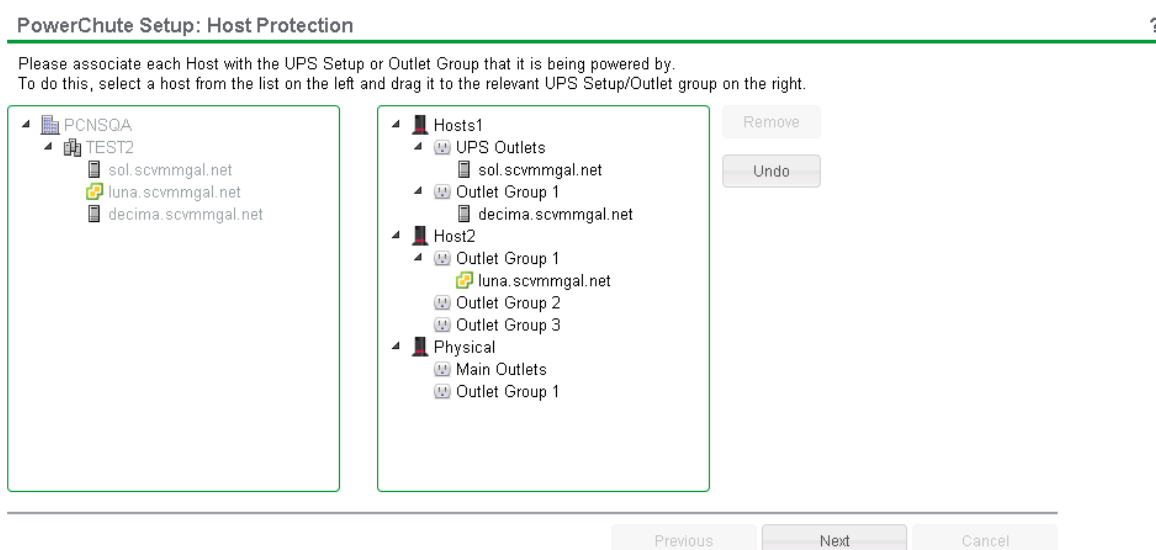 PowerChute Setup: Host Protection
?
Please associate each Host with the UPS Setup or Outlet Group that it is being powered by.
To do this, select a host from the list on the left and drag it to the relevant UPS Setup/Outlet group on the right.
PCNSQA
TEST2
sol.scvmmgal.net
luna.scvmmgal.net
decima.scvmmgal.net
Hosts1
UPS Outlets
sol.scvmmgal.net
Outlet Group 1
decima.scvmmgal.net
Host2
Outlet Group 1
luna.scvmmgal.net
Outlet Group 2
Outlet Group 3
Physical
Main Outlets
Outlet Group 1
Remove
Undo
Previous
Next
Cancel